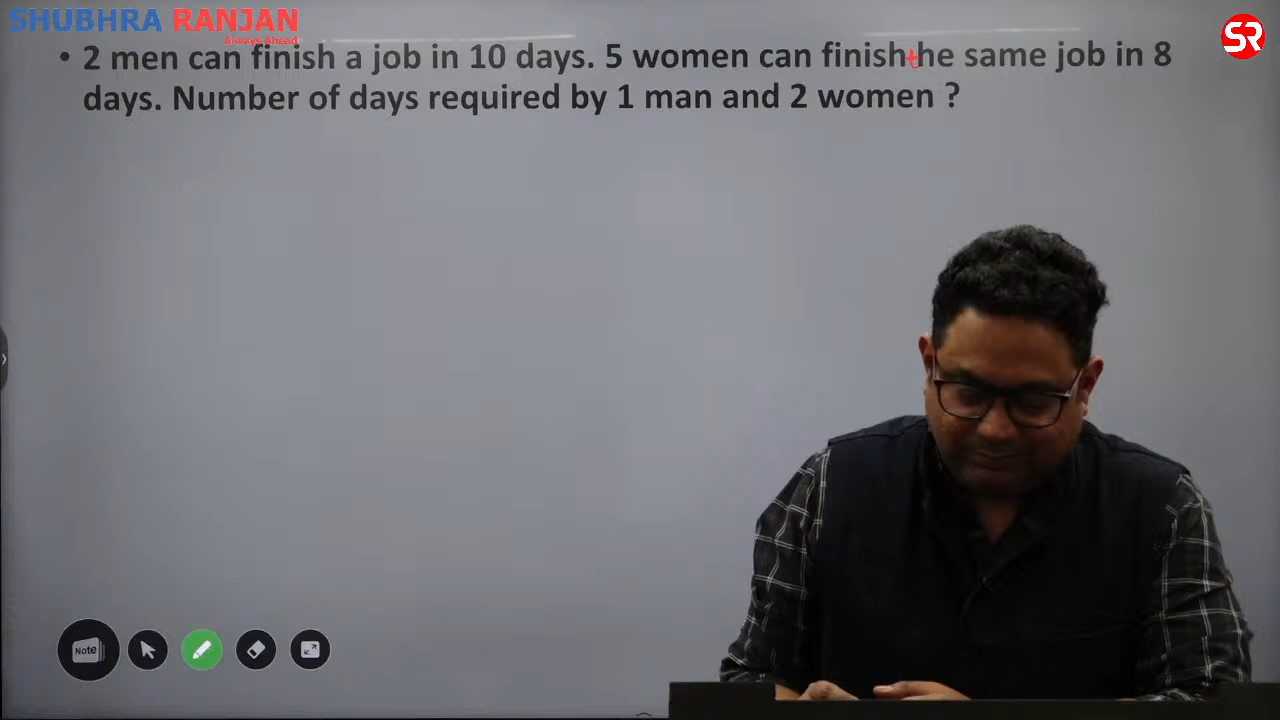 SHUBHRA RANJAN
Always Ahead
SR
• 2 men can finish a job in 10 days. 5 women can finish the same job in 8
days. Number of days required by 1 man and 2 women ?
Note